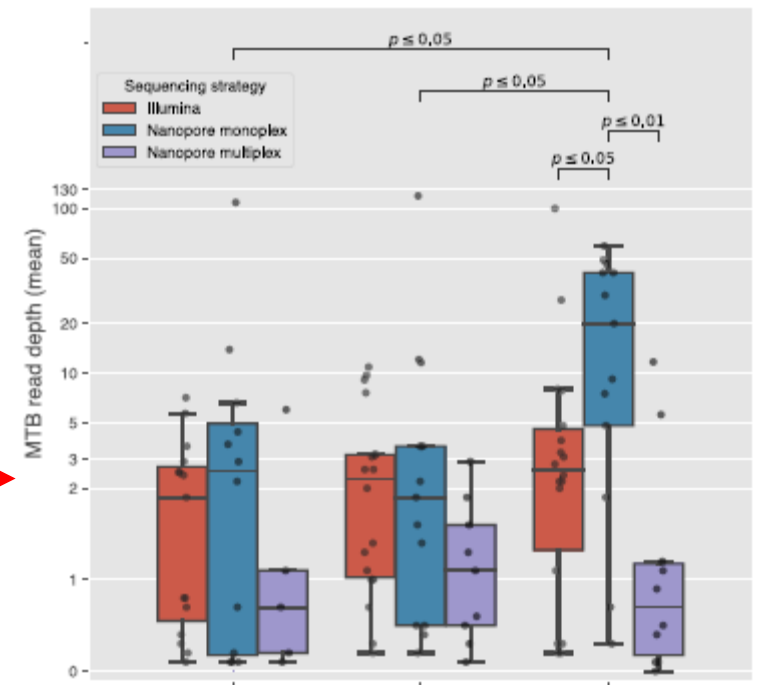 p ≤ 0.05
p ≤ 0.05
p ≤ 0.01
p ≤ 0.05
Sequencing strategy
Illumina
Nanopore monoplex
Nanopore multiplex
MTB read depth (mean)
130
100
50
20
10
5
3
2
1
0